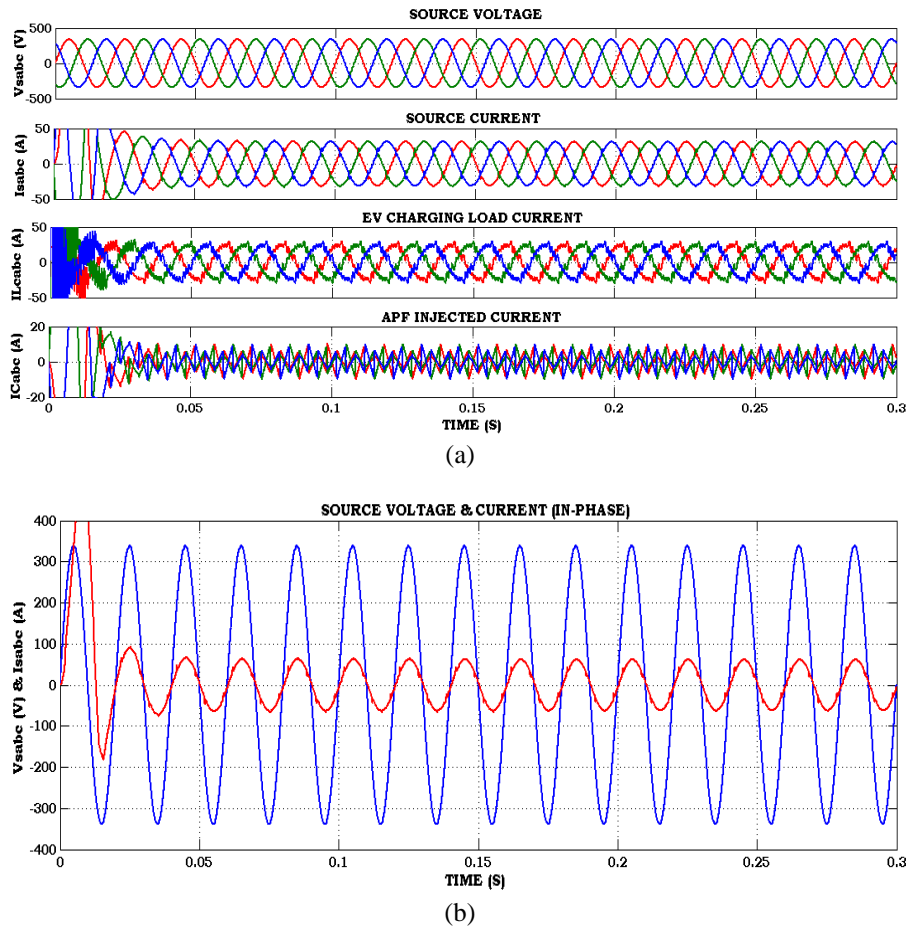 SOURCE VOLTAGE
Vsabc (V)
500
0
-500
SOURCE CURRENT
Isabc (A)
50
0
-50
EV CHARGING LOAD CURRENT
ILeabc (A)
50
0
-50
APF INJECTED CURRENT
ICabc (A)
20
0
-20
0 0.05 0.1 0.15 0.2 0.25 0.3
TIME (S)
(a)
SOURCE VOLTAGE & CURRENT (IN-PHASE)
Vsabc (V) & Isabc (A)
400
300
200
100
0
-100
-200
-300
-400
0 0.05 0.1 0.15 0.2 0.25 0.3
TIME (S)
(b)